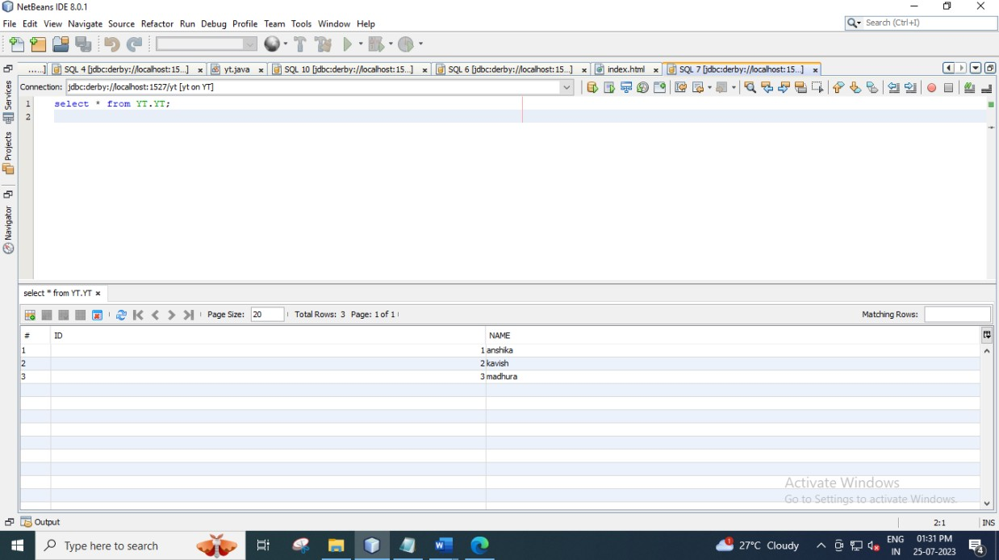 NetBeans IDE 8.0.1
File Edit View Navigate Source Refactor Run Debug Profile Team Tools Window Help
Search (Ctrl+I)
.....] SQL 4 [jdbc:derby://localhost:15...] yt.java SQL 10 [jdbc:derby://localhost:15...] SQL 6 [jdbc:derby://localhost:15...] index.html SQL 7 [jdbc:derby://localhost:15...]
Connection: jdbc:derby://localhost:1527/yt [yt on YT]
Services
Projects
Navigator
1 select * from YT.YT;
2
select * from YT.YT
Page Size: 20 Total Rows: 3 Page: 1 of 1 Matching Rows:
# ID NAME
1 1 anshika
2 2 kavish
3 3 madhura
Activate Windows
Go to Settings to activate Windows.
Output
2:1 INS
Type here to search
1 27°C Cloudy
ENG
IN
01:31 PM
25-07-2023
4